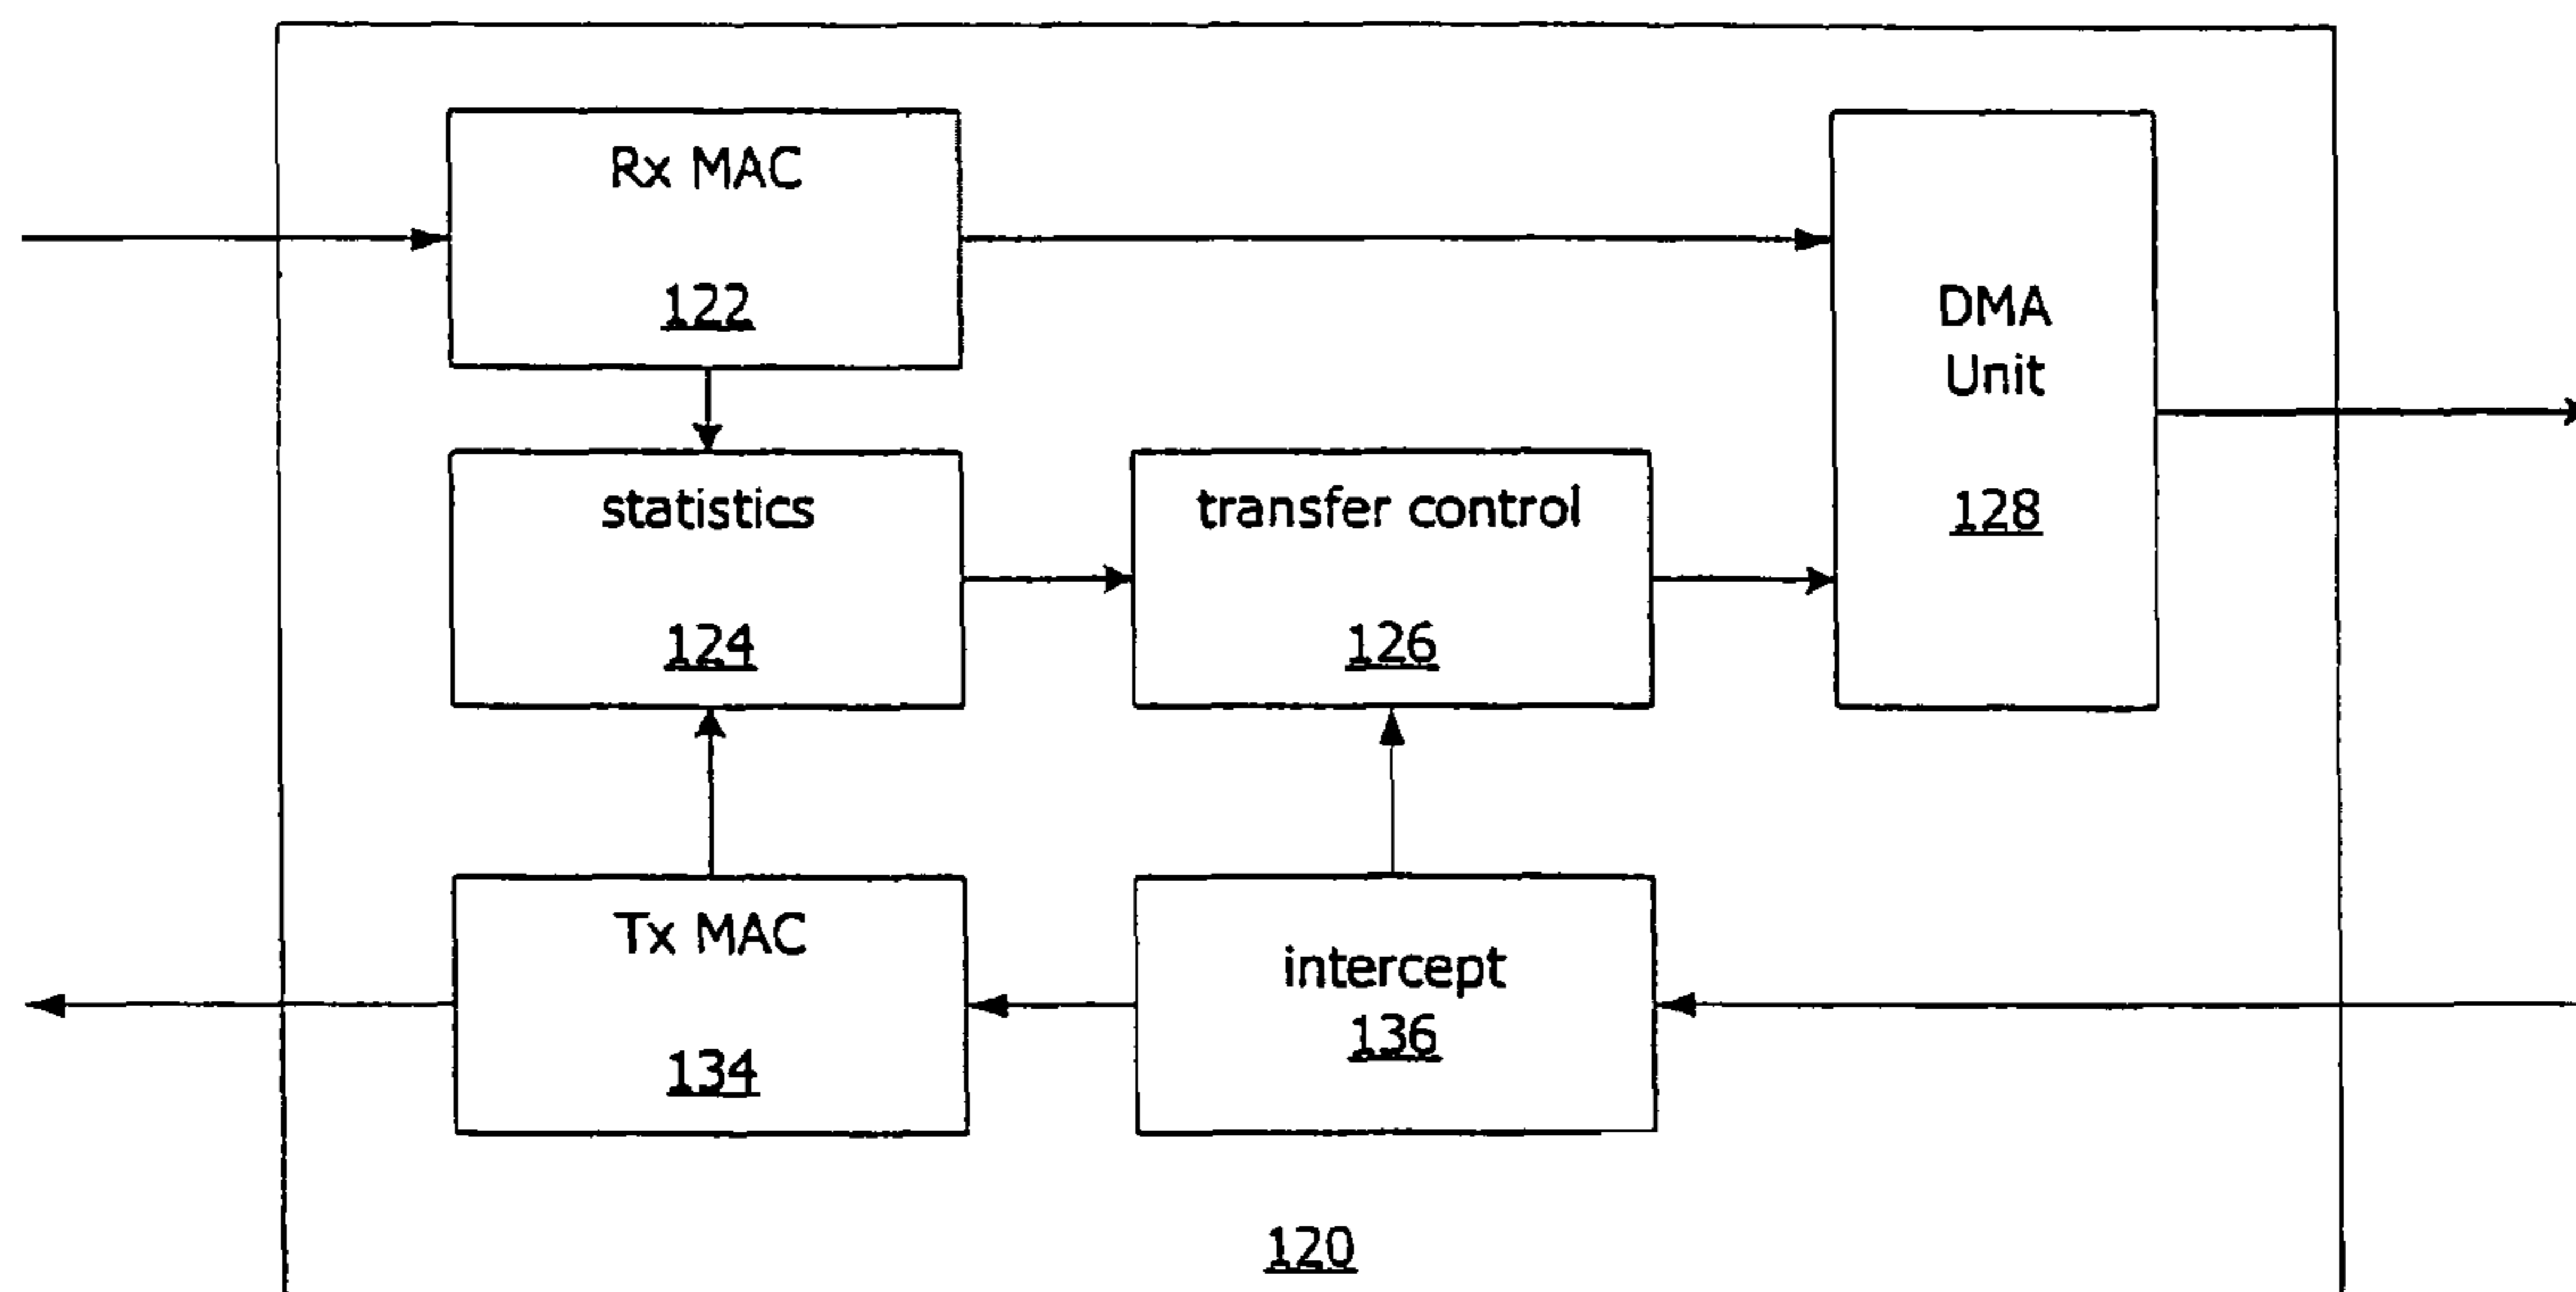 Rx MAC
122
DMA
Unit
128
statistics
124
transfer control
126
Tx MAC
134
intercept
136
120